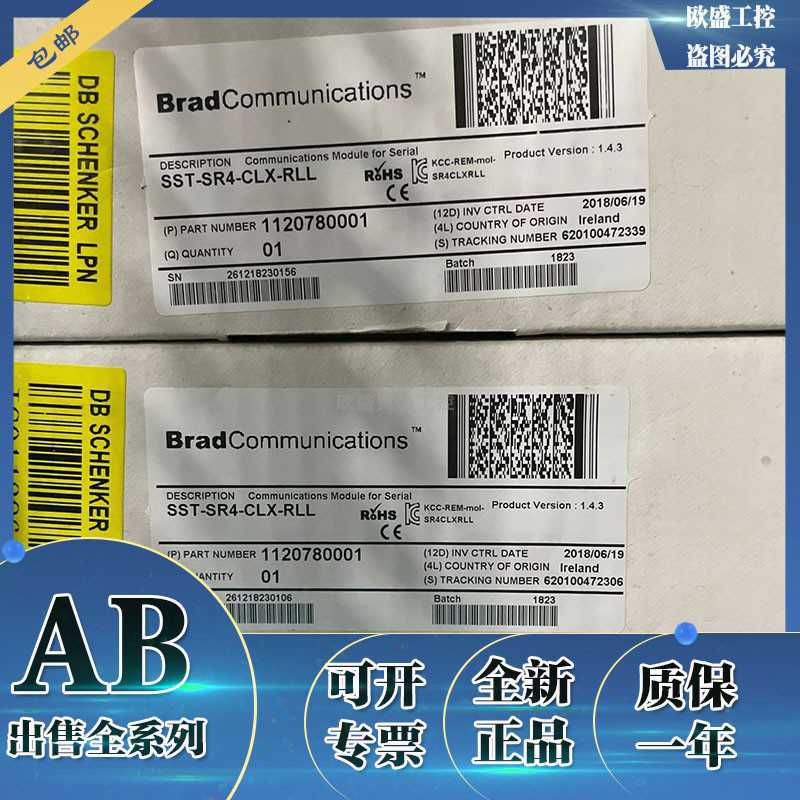 包邮
欧盛工控
盗图必究
DB SCHENKER LPN
BradCommunications™
DESCRIPTION Communications Module for Serial
SST-SR4-CLX-RLL
RoHS
CE
KCC-REM-mol-
SR4CLXRLL
Product Version : 1.4.3
(P) PART NUMBER 1120780001
(Q) QUANTITY 01
(12D) INV CTRL DATE 2018/06/19
(4L) COUNTRY OF ORIGIN Ireland
(S) TRACKING NUMBER 620100472339
SN 261218230156
Batch 1823
DB SCHENKER
BradCommunications™
DESCRIPTION Communications Module for Serial
SST-SR4-CLX-RLL
RoHS
CE
KCC-REM-mol-
SR4CLXRLL
Product Version : 1.4.3
(P) PART NUMBER 1120780001
01
(12D) INV CTRL DATE 2018/06/19
(4L) COUNTRY OF ORIGIN Ireland
(S) TRACKING NUMBER 620100472306
261218230106
Batch 1823
AB
出售全系列
可开
专票
全新
正品
质保
一年